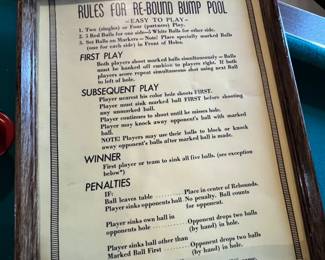 RULES FOR RE-BOUND BUMP POOL
—EASY TO PLAY—
1. Two (singles) or Four (partners) Play.
2. 5 Red Balls for one side—5 White Balls for other side.
3. Set Balls on Markers — Note! Place specially marked Balls
(one for each side) in Front of Holes.
FIRST PLAY
Both players shoot marked balls simultaneously — Balls
must be banked off cushion to players right. If both
players score repeat simultaneous shot using next Ball
to left of hole.
SUBSEQUENT PLAY
Player nearest his color hole shoots FIRST.
Player must sink marked ball FIRST before shooting
any unmarked ball.
Player continues to shoot until he misses hole.
Player may knock away opponent's ball with marked
ball.
NOTE: Players may use their balls to block or knock
away opponent's balls after marked ball is made.
WINNER
First player or team to sink all five balls. (see exception
below*)
PENALTIES
IF:
Ball leaves table ........ Place in center of Rebounds.
Player sinks opponents ball No penalty. Ball counts
for opponent.
Player sinks own ball in
opponents hole .......... Opponent drops two balls
(by hand) in hole.
Player sinks ball other than
Marked Ball First ........ Opponent drops two balls
(by hand) in hole.